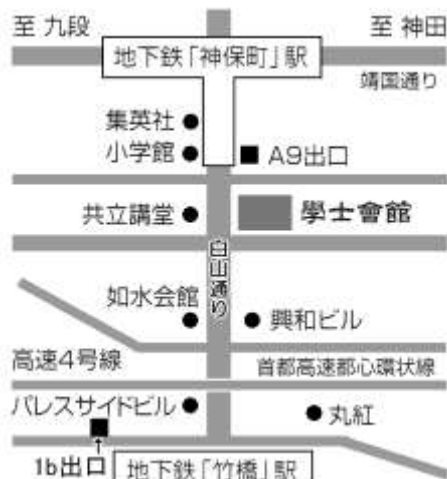 至 九段
至 神田
地下鉄「神保町」駅
靖国通り
集英社
小学館
A9出口
共立講堂
學士會館
白山通り
如水会館
興和ビル
高速4号線
首都高速都心環状線
パレスサイドビル
丸紅
1b出口
地下鉄「竹橋」駅